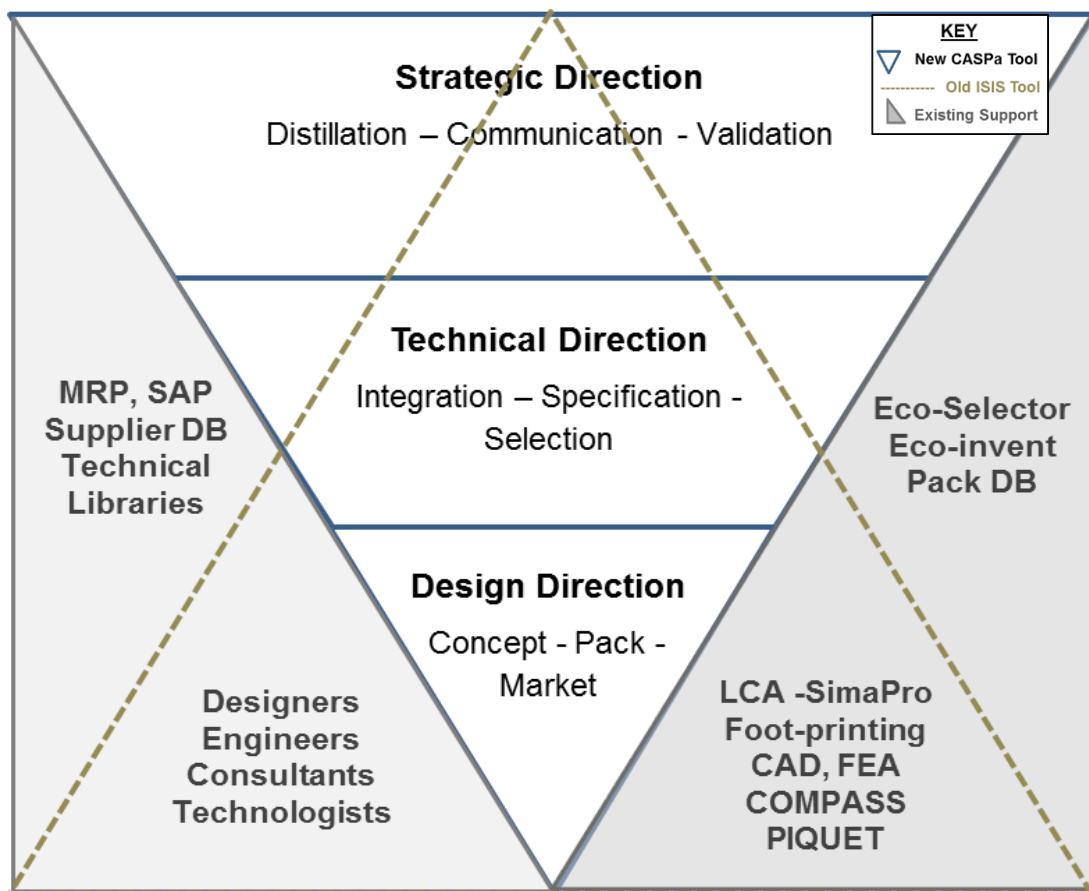 KEY
New CASPa Tool
Old ISIS Tool
Existing Support
Strategic Direction
Distillation – Communication - Validation
Technical Direction
Integration – Specification -
Selection
MRP, SAP
Supplier DB
Technical
Libraries
Eco-Selector
Eco-invent
Pack DB
Design Direction
Concept - Pack -
Market
Designers
Engineers
Consultants
Technologists
LCA -SimaPro
Foot-printing
CAD, FEA
COMPASS
PIQUET